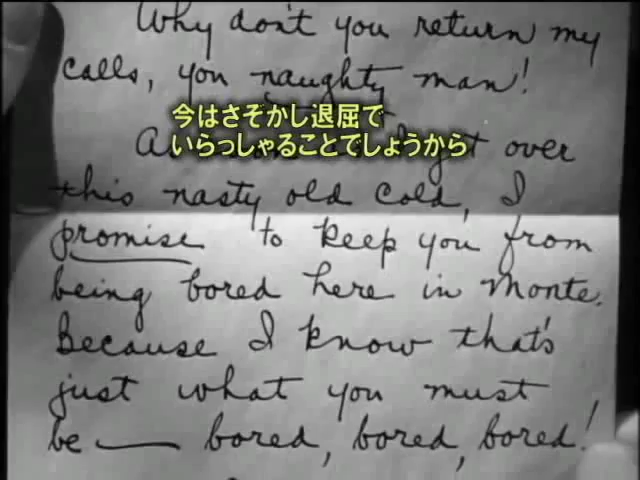 Why don't you return my
calls, you naughty man!
今はさぞかし退屈で
いらっしゃることでしょうから
over
this nasty old cold, I
promise to keep you from
being bored here in Monte.
Because I know that's
just what you must
be — bored, bored, bored!